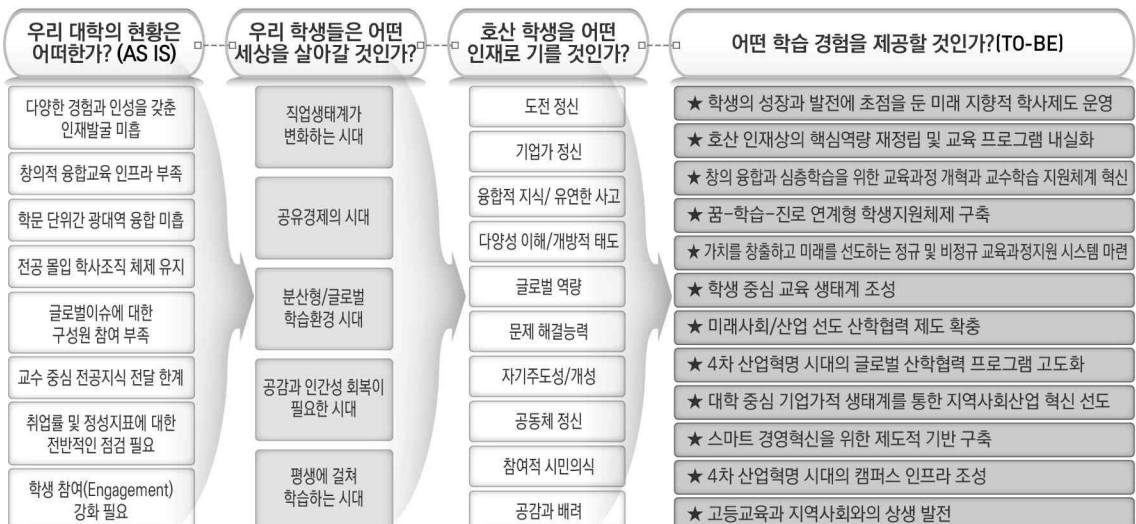 우리 대학의 현황은
어떠한가? (AS IS)
다양한 경험과 인성을 갖춘
인재발굴 미흡
창의적 융합교육 인프라 부족
학문 단위간 광대역 융합 미흡
전공 몰입 학사조직 체제 유지
글로벌이슈에 대한
구성원 참여 부족
교수 중심 전공지식 전달 한계
취업률 및 정성지표에 대한
전반적인 점검 필요
학생 참여(Engagement)
강화 필요
우리 학생들은 어떤
세상을 살아갈 것인가?
직업생태계가
변화하는 시대
공유경제의 시대
분산형/글로벌
학습환경 시대
공감과 인간성 회복이
필요한 시대
평생에 걸쳐
학습하는 시대
호산 학생을 어떤
인재로 기를 것인가?
도전 정신
기업가 정신
융합적 지식/ 유연한 사고
다양성 이해/개방적 태도
글로벌 역량
문제 해결능력
자기주도성/개성
공동체 정신
참여적 시민의식
공감과 배려
어떤 학습 경험을 제공할 것인가?(TO-BE)
★ 학생의 성장과 발전에 초점을 둔 미래 지향적 학사제도 운영
★ 호산 인재상의 핵심역량 재정립 및 교육 프로그램 내실화
★ 창의 융합과 심층학습을 위한 교육과정 개혁과 교수학습 지원체계 혁신
★ 꿈-학습-진로 연계형 학생지원체제 구축
★ 가치를 창출하고 미래를 선도하는 정규 및 비정규 교육과정지원 시스템 마련
★ 학생 중심 교육 생태계 조성
★ 미래사회/산업 선도 산학협력 제도 확충
★ 4차 산업혁명 시대의 글로벌 산학협력 프로그램 고도화
★ 대학 중심 기업가적 생태계를 통한 지역사회산업 혁신 선도
★ 스마트 경영혁신을 위한 제도적 기반 구축
★ 4차 산업혁명 시대의 캠퍼스 인프라 조성
★ 고등교육과 지역사회와의 상생 발전